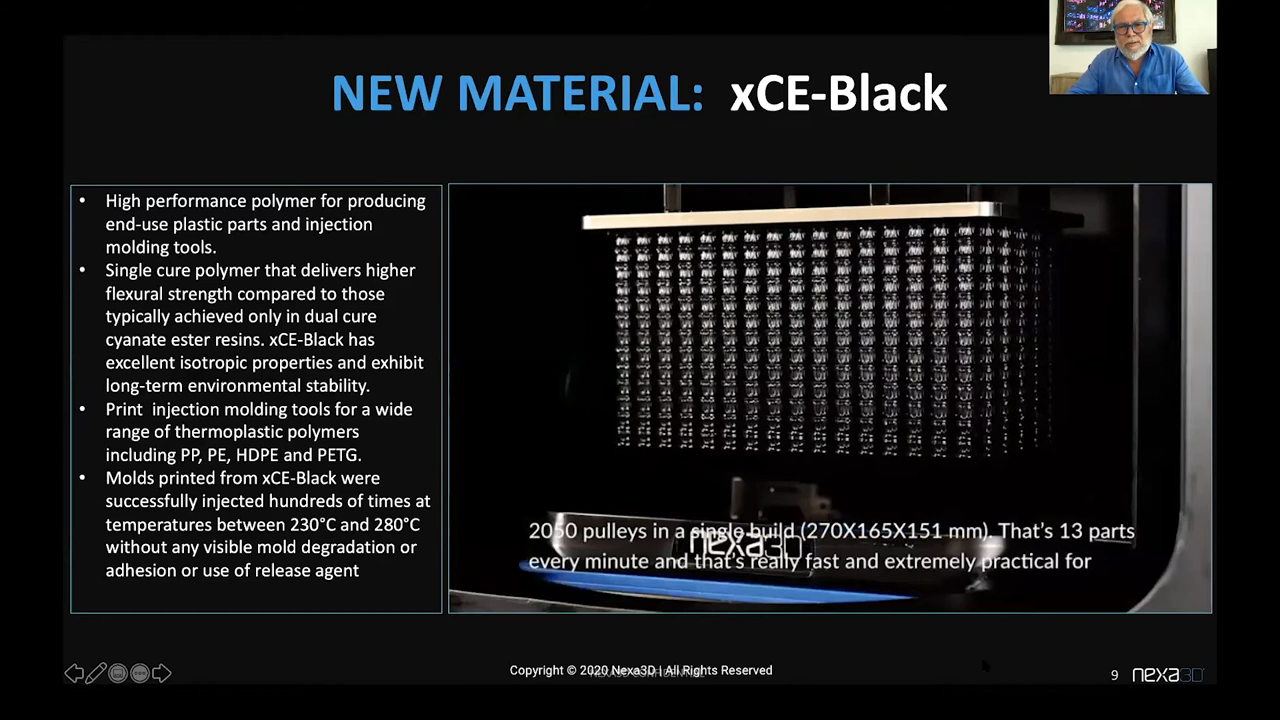 NEW MATERIAL: xCE-Black
• High performance polymer for producing
end-use plastic parts and injection
molding tools.
• Single cure polymer that delivers higher
flexural strength compared to those
typically achieved only in dual cure
cyanate ester resins. xCE-Black has
excellent isotropic properties and exhibit
long-term environmental stability.
• Print  injection molding tools for a wide
range of thermoplastic polymers
including PP, PE, HDPE and PETG.
• Molds printed from xCE-Black were
successfully injected hundreds of times at
temperatures between 230°C and 280°C
without any visible mold degradation or
adhesion or use of release agent
2050 pulleys in a single build (270X165X151 mm). That's 13 parts
nexa3D
every minute and that's really fast and extremely practical for
Copyright © 2020 Nexa3D | All Rights Reserved
NEXA3D CONFIDENTIAL
9
nexa3D